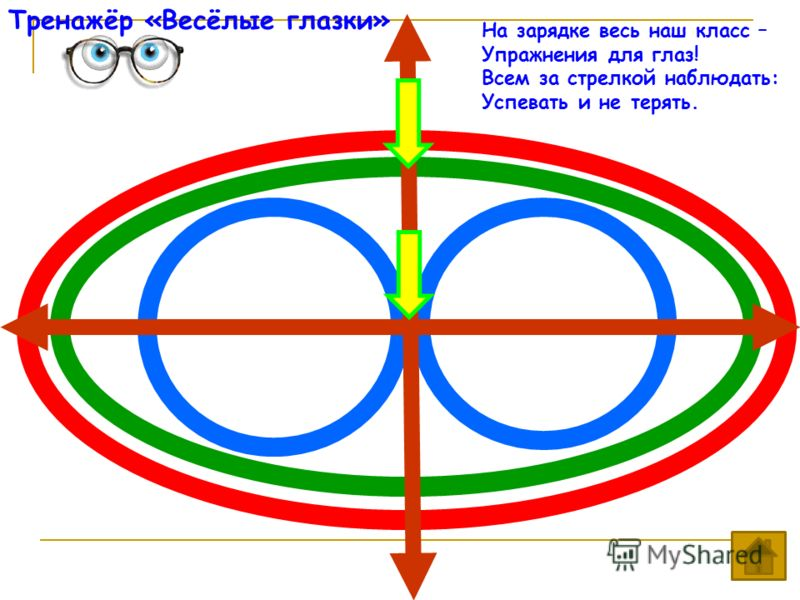 Тренажёр «Весёлые глазки»
На зарядке весь наш класс –
Упражнения для глаз!
Всем за стрелкой наблюдать:
Успевать и не терять.
MyShared